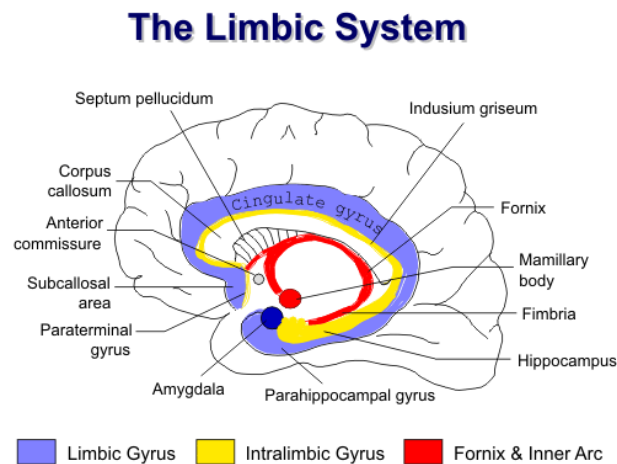 The Limbic System
Septum pellucidum
Indusium griseum
Corpus
callosum
Cingulate gyrus
Anterior
commissure
Fornix
Mamillary
body
Subcallosal
area
Fimbria
Paraterminal
gyrus
Hippocampus
Amygdala
Parahippocampal gyrus
Limbic Gyrus
Intralimbic Gyrus
Fornix & Inner Arc